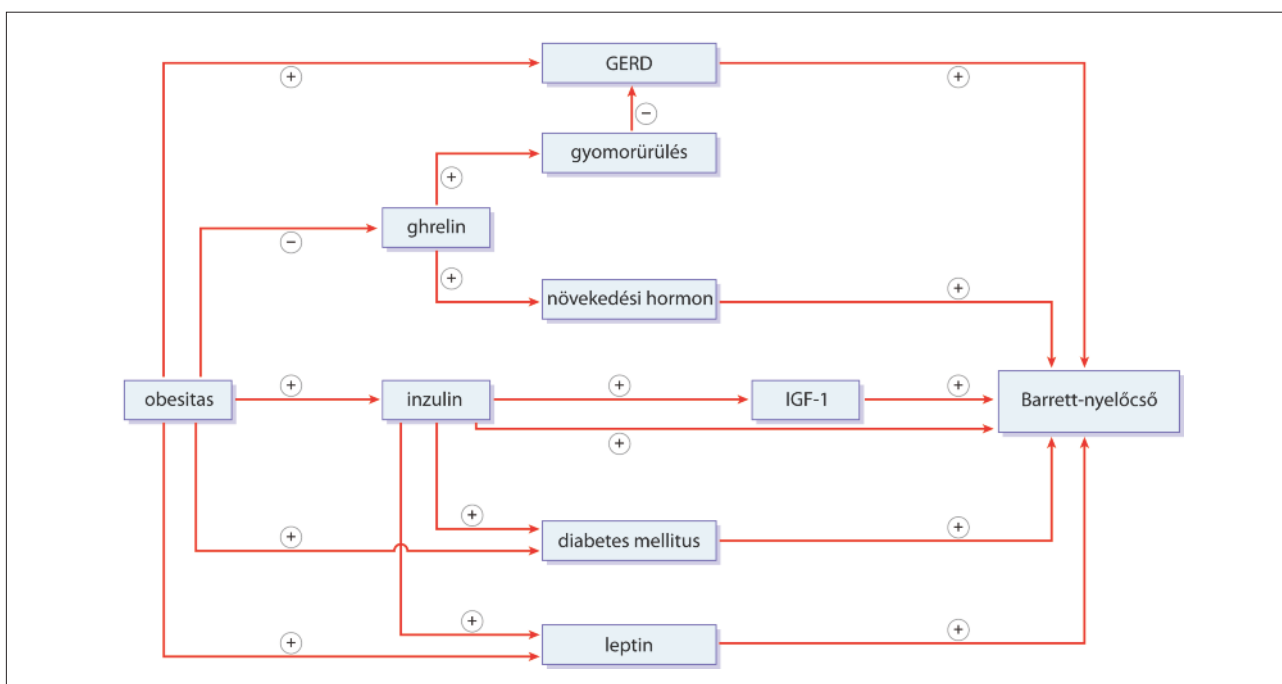 GERD
+
+
−
gyomorürülés
+
ghrelin
−
+
növekedési hormon
+
obesitas
+
inzulin
+
IGF-1
+
Barrett-nyelőcső
+
+
diabetes mellitus
+
+
+
leptin
+
+